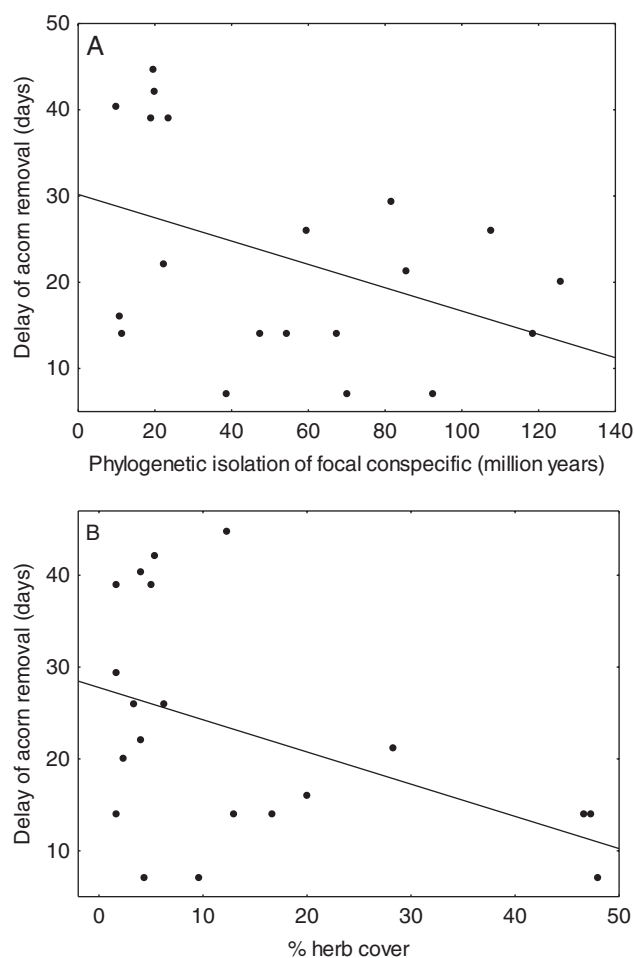 A
50
40
30
20
10
Delay of acorn removal (days)
0 20 40 60 80 100 120 140
Phylogenetic isolation of focal conspecific (million years)
B
40
30
20
10
Delay of acorn removal (days)
0 10 20 30 40 50
% herb cover